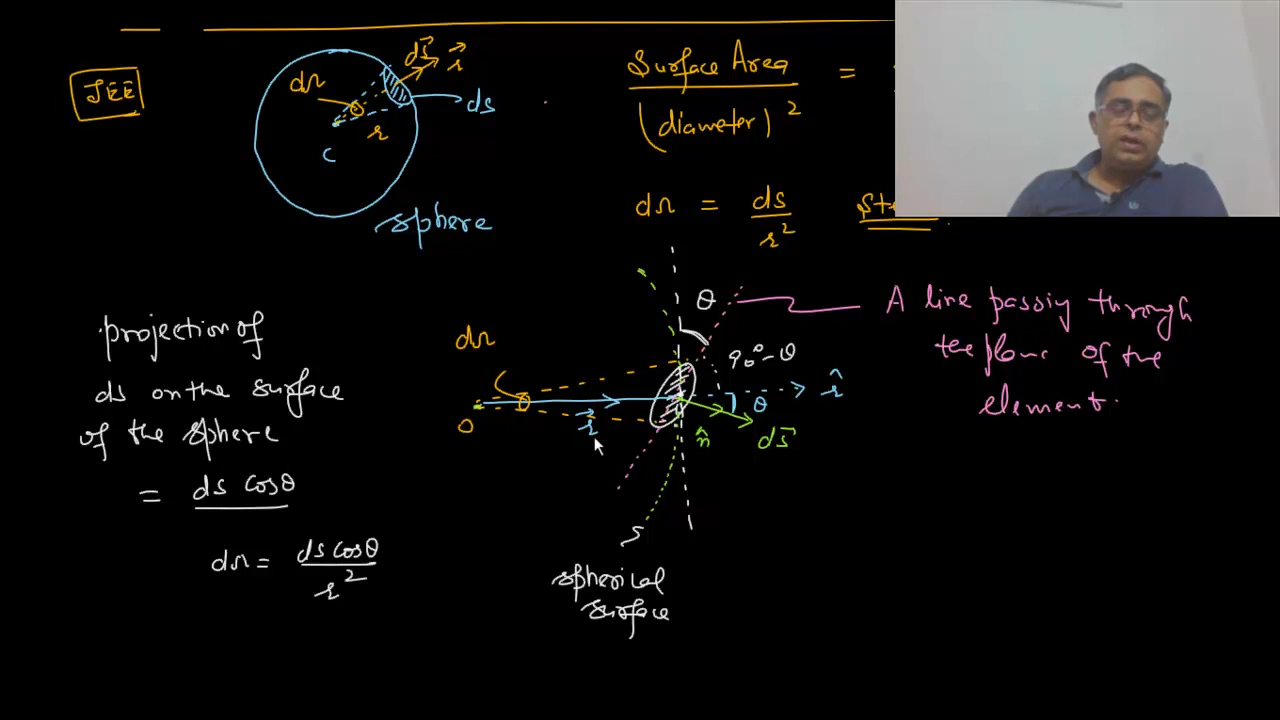 JEE
dΩ
ds⃗
r⃗
ds
r
C
sphere
Surface Area
(diameter)²
=
dΩ = ds / r²
θ
A line passing through
the plane of the
element.
90°-θ
projection of
ds on the surface
of the sphere
= ds cosθ
dΩ = ds cosθ / r²
dΩ
O
r⃗
n̂
θ
r̂
ds⃗
spherical
surface